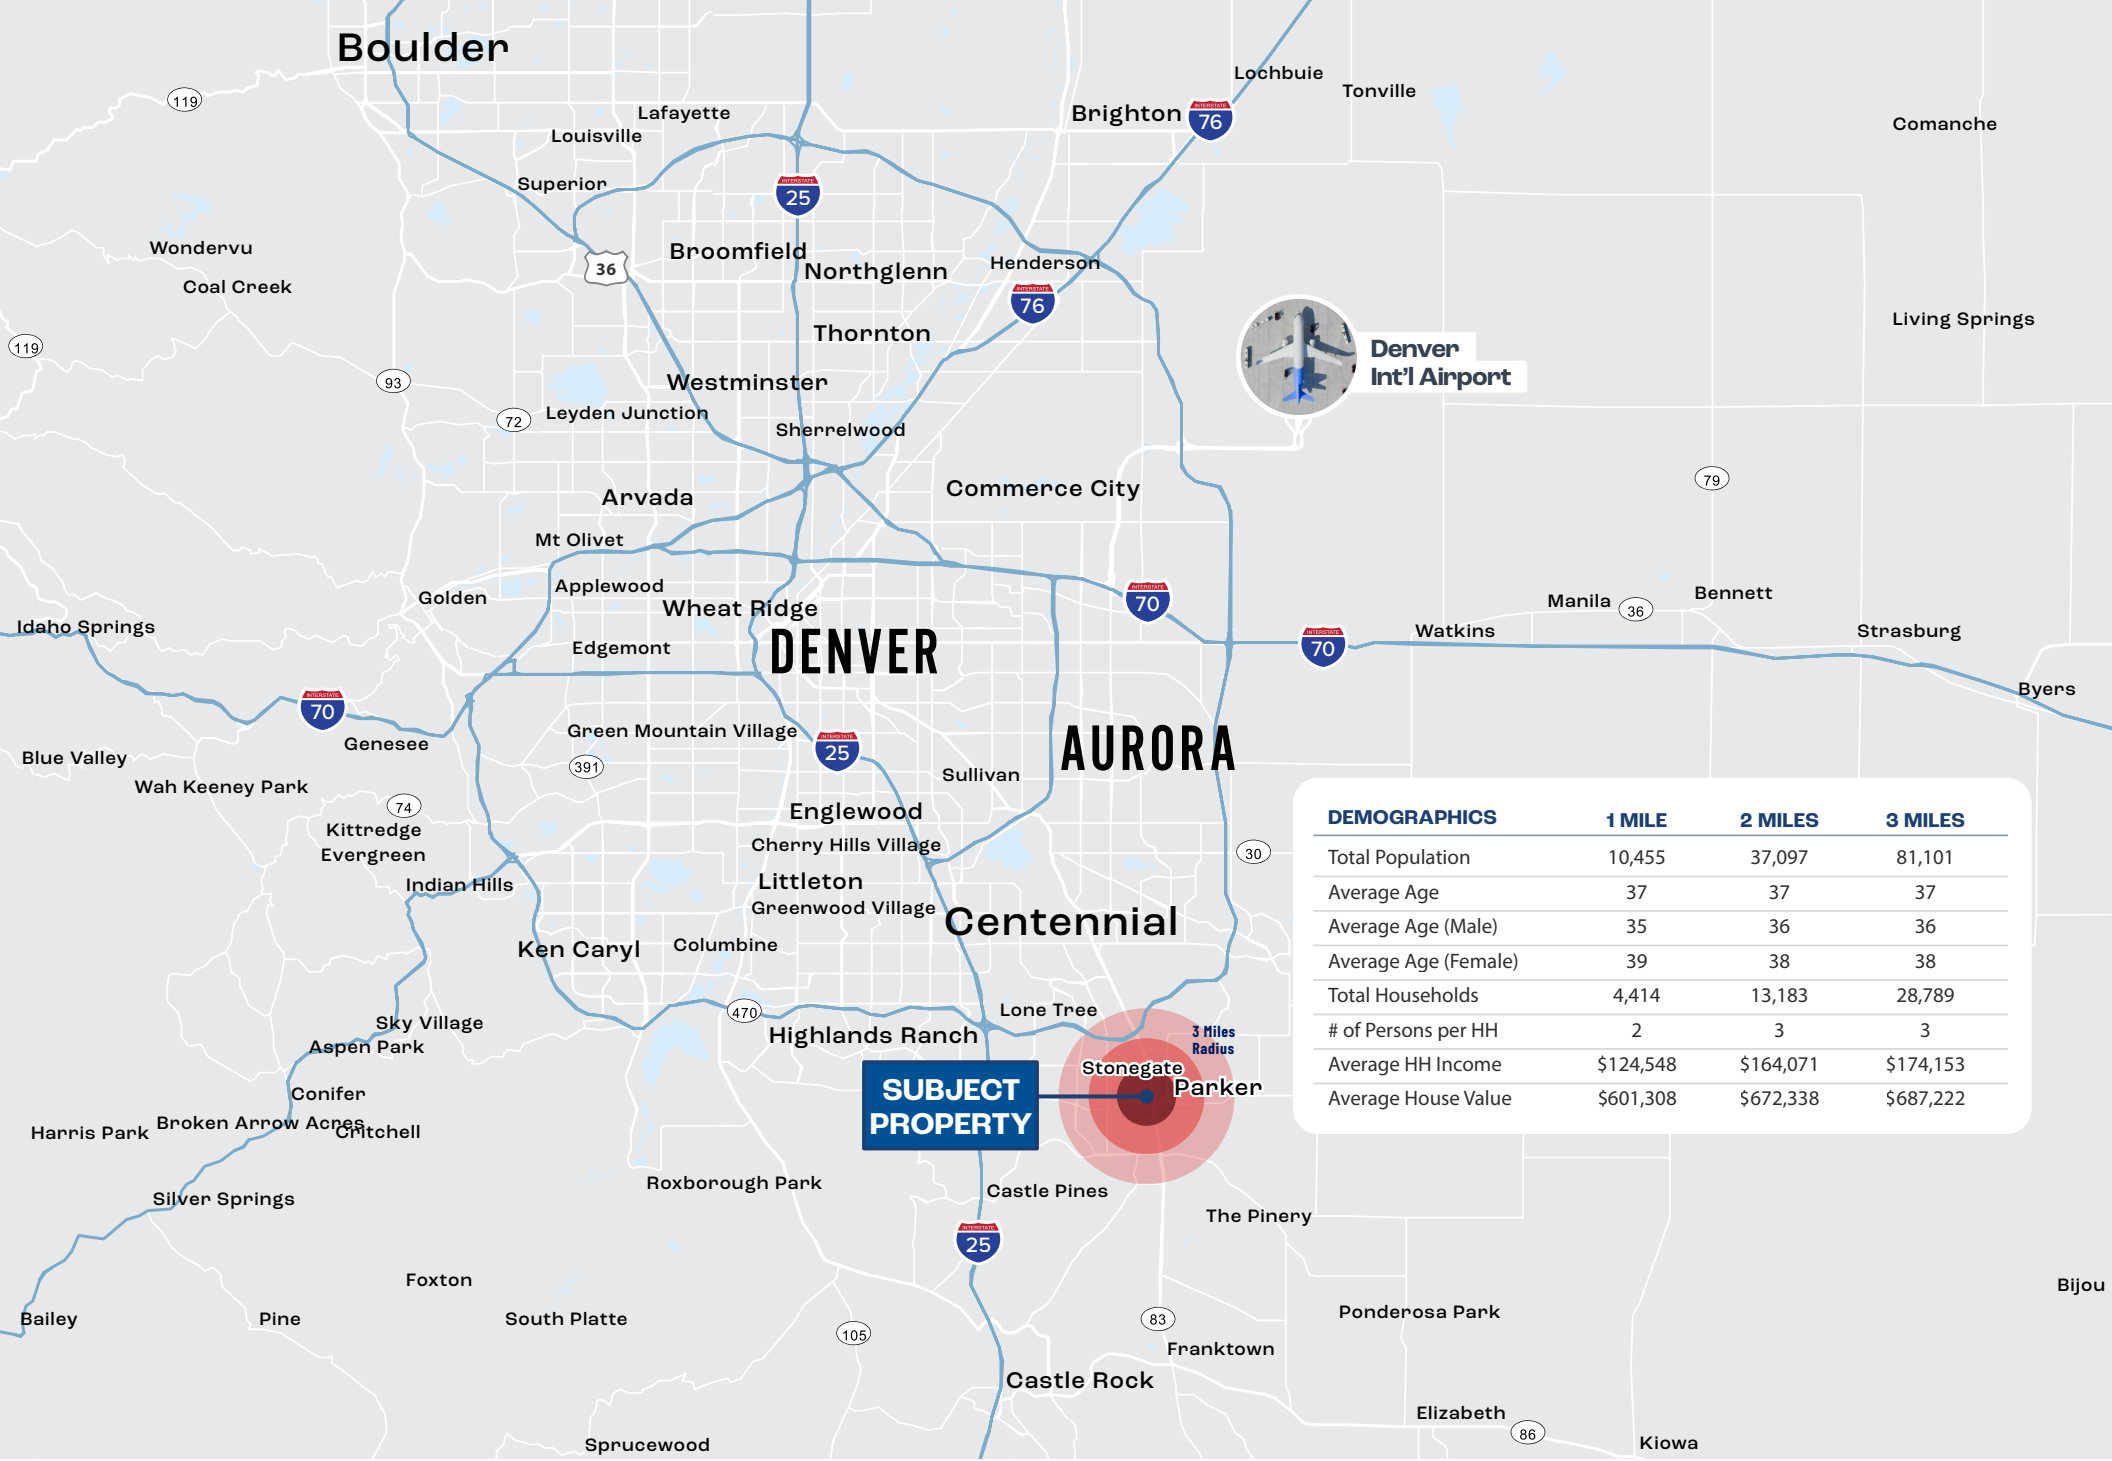 Boulder
Lochbuie
Tonville
119
Lafayette
Brighton
INTERSTATE
76
Comanche
Louisville
Superior
INTERSTATE
25
Wondervu
Broomfield
36
Northglenn
Henderson
Coal Creek
INTERSTATE
76
Living Springs
119
Thornton
Denver
Int'l Airport
93
Westminster
72
Leyden Junction
Sherrelwood
79
Arvada
Commerce City
Mt Olivet
Golden
Applewood
Wheat Ridge
INTERSTATE
70
Manila
36
Bennett
Idaho Springs
Edgemont
DENVER
INTERSTATE
70
Watkins
Strasburg
INTERSTATE
70
Byers
Genesee
Green Mountain Village
INTERSTATE
25
AURORA
Blue Valley
391
Sullivan
Wah Keeney Park
74
Englewood
Kittredge
Evergreen
Cherry Hills Village
30
Indian Hills
Littleton
Greenwood Village
Centennial
Ken Caryl
Columbine
DEMOGRAPHICS 1 MILE 2 MILES 3 MILES
Total Population 10,455 37,097 81,101
Average Age 37 37 37
Average Age (Male) 35 36 36
Average Age (Female) 39 38 38
Total Households 4,414 13,183 28,789
# of Persons per HH 2 3 3
Average HH Income $124,548 $164,071 $174,153
Average House Value $601,308 $672,338 $687,222
470
Lone Tree
Sky Village
Highlands Ranch
3 Miles
Radius
Aspen Park
Stonegate
Parker
SUBJECT
PROPERTY
Conifer
Broken Arrow Acres
Harris Park
Critchell
Roxborough Park
Castle Pines
Silver Springs
The Pinery
INTERSTATE
25
Foxton
Bijou
Bailey
Pine
South Platte
105
83
Ponderosa Park
Franktown
Castle Rock
Elizabeth
86
Sprucewood
Kiowa